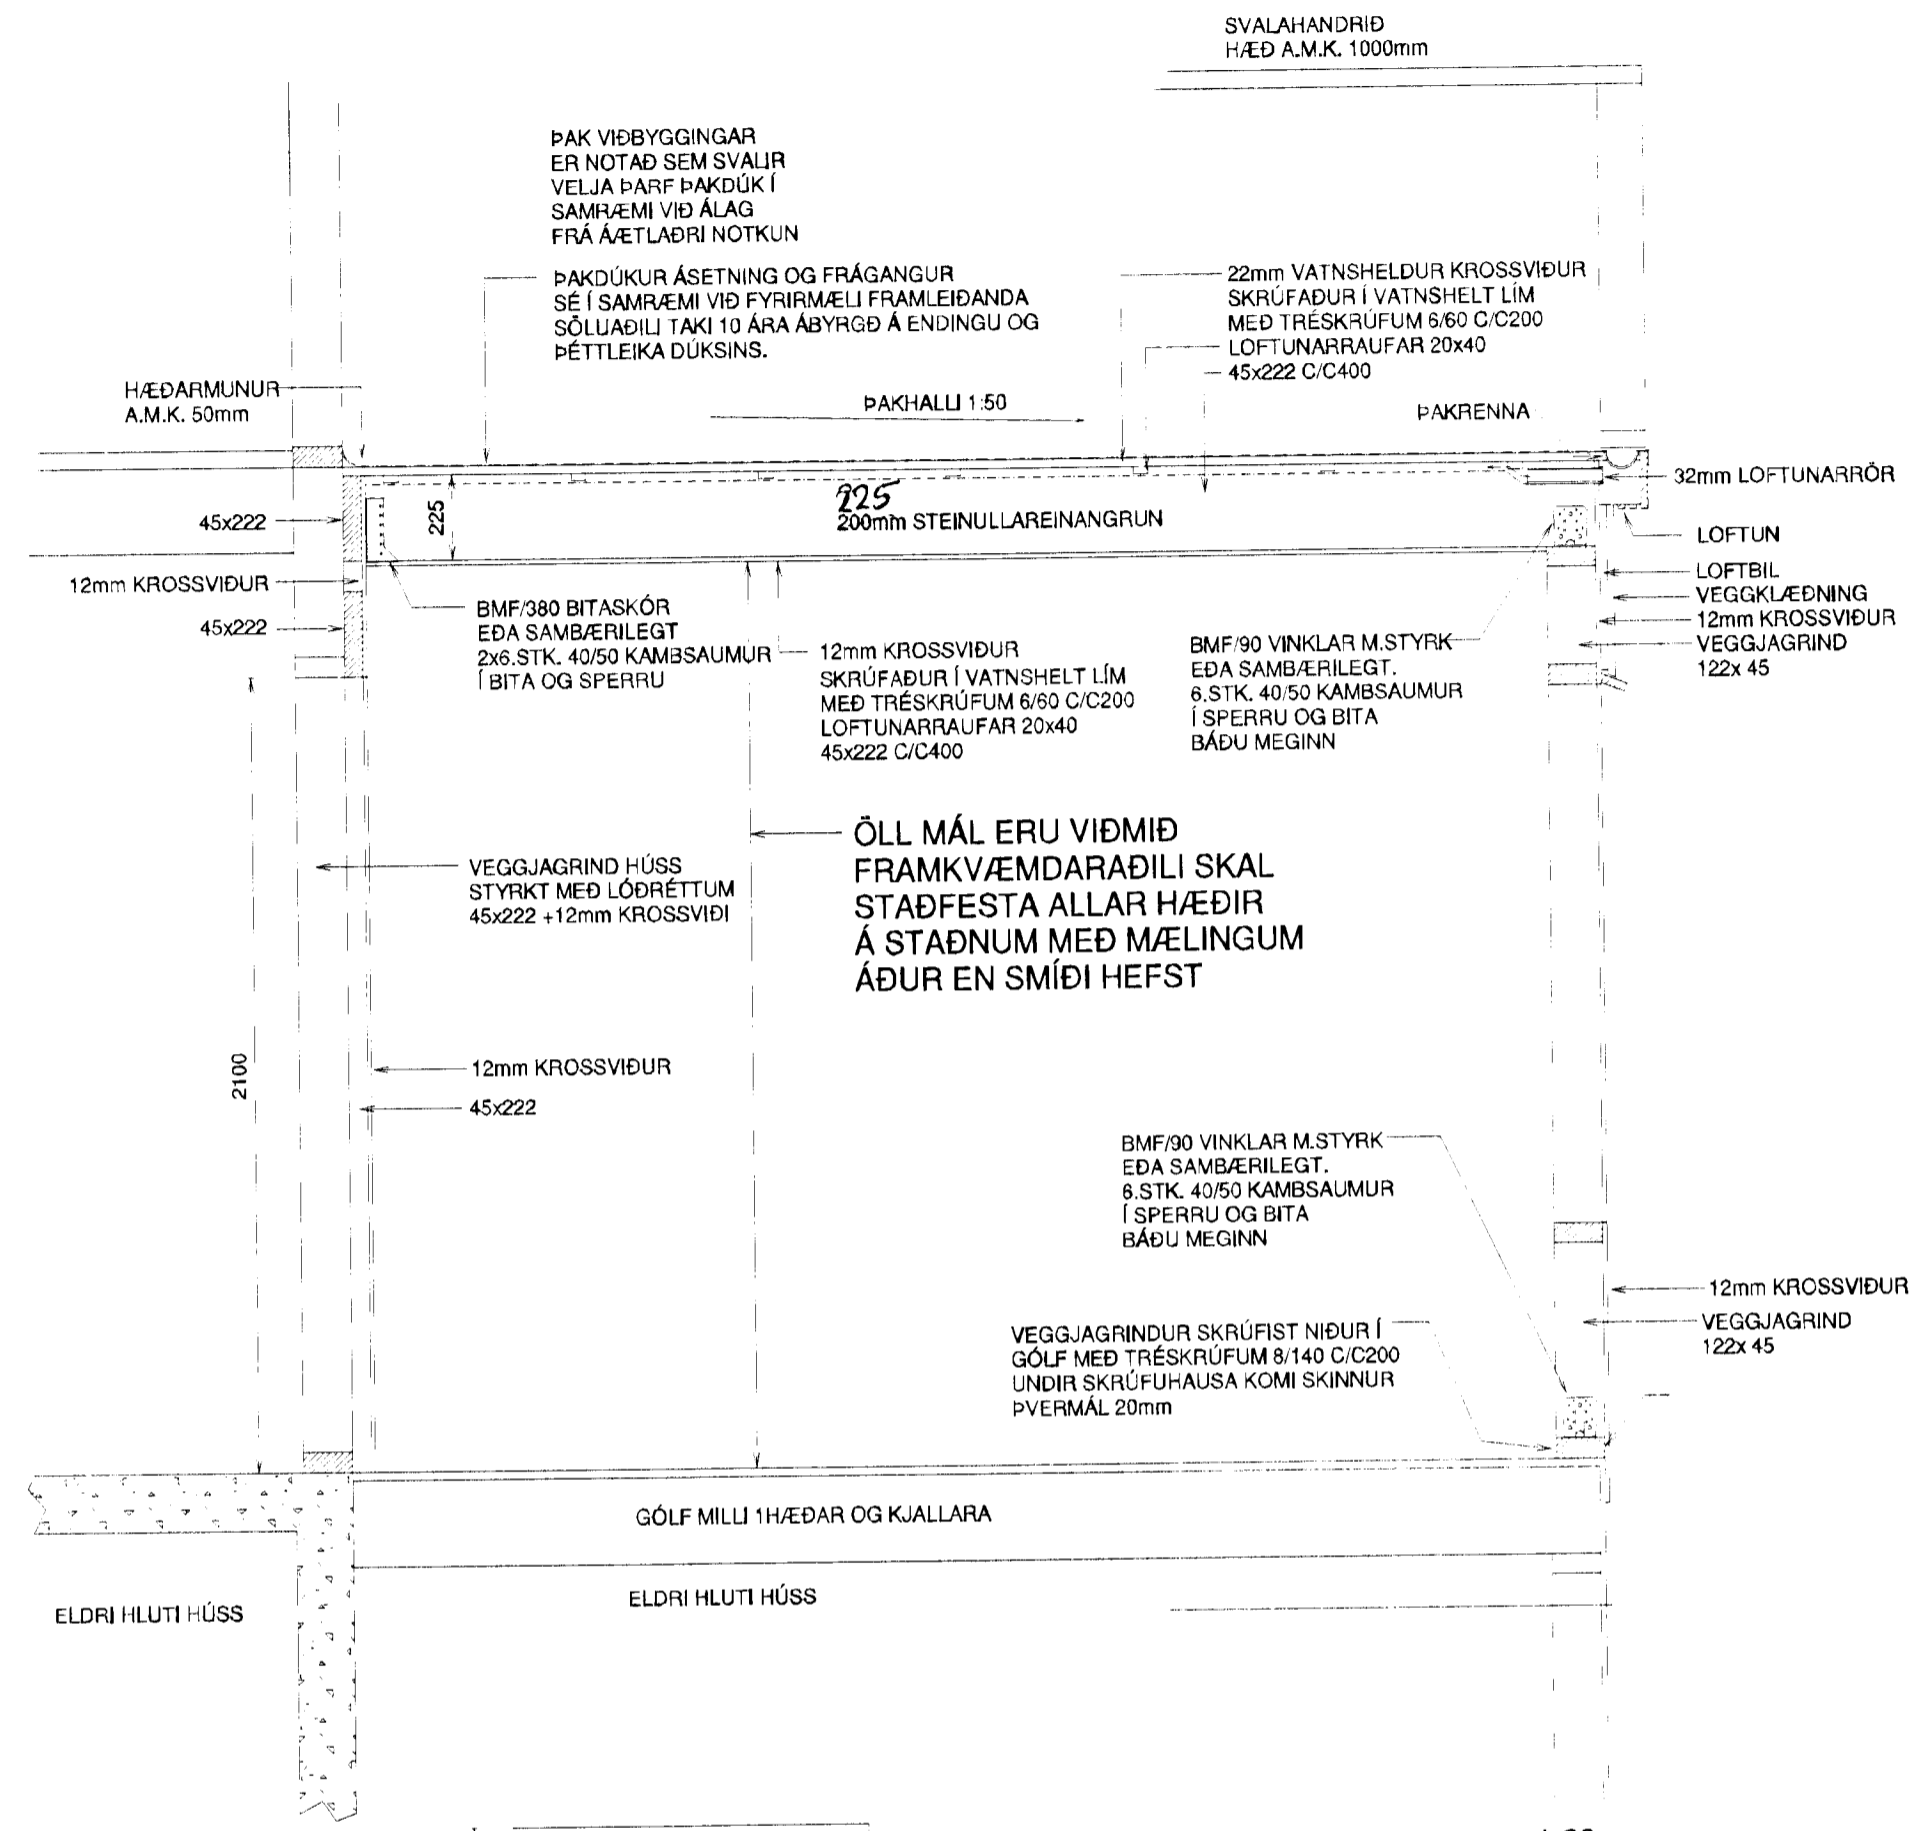 SVALAHANDRIÐ
HÆÐ A.M.K. 1000mm
ÞAK VIÐBYGGINGAR
ER NOTAÐ SEM SVALIR
VELJA ÞARF ÞAKDÚK Í
SAMRÆMI VIÐ ÁLAG
FRÁ ÁÆTLAÐRI NOTKUN
ÞAKDÚKUR ÁSETNING OG FRÁGANGUR
SÉ Í SAMRÆMI VIÐ FYRIRMÆLI FRAMLEIÐANDA
SÖLUAÐILI TAKI 10 ÁRA ÁBYRGÐ Á ENDINGU OG
ÞÉTTLEIKA DÚKSINS.
22mm VATNSHELDUR KROSSVIÐUR
SKRÚFAÐUR Í VATNSHELT LÍM
MEÐ TRÉSKRÚFUM 6/60 C/C200
LOFTUNARRAUFAR 20x40
45x222 C/C400
HÆÐARMUNUR
A.M.K. 50mm
ÞAKHALLI 1:50
ÞAKRENNA
32mm LOFTUNARRÖR
45x222
225
225
200mm STEINULLAREINANGRUN
LOFTUN
12mm KROSSVIÐUR
45x222
LOFTBIL
VEGGKLÆÐNING
12mm KROSSVIÐUR
VEGGJAGRIND
122x 45
BMF/380 BITASKÓR
EÐA SAMBÆRILEGT
2x6.STK. 40/50 KAMBSAUMUR
Í BITA OG SPERRU
12mm KROSSVIÐUR
SKRÚFAÐUR Í VATNSHELT LÍM
MEÐ TRÉSKRÚFUM 6/60 C/C200
LOFTUNARRAUFAR 20x40
45x222 C/C400
BMF/90 VINKLAR M.STYRK
EÐA SAMBÆRILEGT.
6.STK. 40/50 KAMBSAUMUR
Í SPERRU OG BITA
BÁÐU MEGINN
ÖLL MÁL ERU VIÐMIÐ
FRAMKVÆMDARAÐILI SKAL
STAÐFESTA ALLAR HÆÐIR
Á STAÐNUM MEÐ MÆLINGUM
ÁÐUR EN SMÍÐI HEFST
VEGGJAGRIND HÚSS
STYRKT MEÐ LÓÐRÉTTUM
45x222 +12mm KROSSVIÐI
2100
12mm KROSSVIÐUR
45x222
BMF/90 VINKLAR M.STYRK
EÐA SAMBÆRILEGT.
6.STK. 40/50 KAMBSAUMUR
Í SPERRU OG BITA
BÁÐU MEGINN
12mm KROSSVIÐUR
VEGGJAGRIND
122x 45
VEGGJAGRINDUR SKRÚFIST NIÐUR Í
GÓLF MEÐ TRÉSKRÚFUM 8/140 C/C200
UNDIR SKRÚFUHAUSA KOMI SKINNUR
ÞVERMÁL 20mm
GÓLF MILLI 1HÆÐAR OG KJALLARA
ELDRI HLUTI HÚSS
ELDRI HLUTI HÚSS